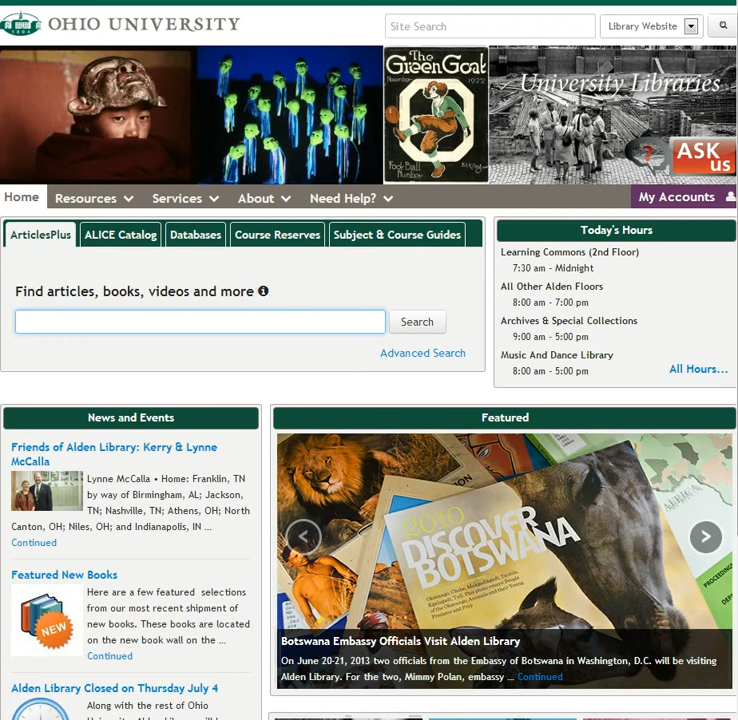 OHIO UNIVERSITY
1804
Site Search
Library Website
The
Green Goat
November
1922
Foot Ball
Number
University Libraries
ASK
us
Home
Resources
Services
About
Need Help?
My Accounts
ArticlesPlus
ALICE Catalog
Databases
Course Reserves
Subject & Course Guides
Find articles, books, videos and more
Search
Advanced Search
Today's Hours
Learning Commons (2nd Floor)
7:30 am - Midnight
All Other Alden Floors
8:00 am - 7:00 pm
Archives & Special Collections
9:00 am - 5:00 pm
Music And Dance Library
8:00 am - 5:00 pm
All Hours...
News and Events
Friends of Alden Library: Kerry & Lynne
McCalla
Lynne McCalla • Home: Franklin, TN
by way of Birmingham, AL; Jackson,
TN; Nashville, TN; Athens, OH; North
Canton, OH; Niles, OH; and Indianapolis, IN ...
Continued
Featured New Books
NEW
Here are a few featured selections
from our most recent shipment of
new books. These books are located
on the new book wall on the ...
Continued
Alden Library Closed on Thursday July 4
Along with the rest of Ohio
Featured
2010
DISCOVER
BOTSWANA
AFRICA
Botswana Embassy Officials Visit Alden Library
On June 20-21, 2013 two officials from the Embassy of Botswana in Washington, D.C. will be visiting
Alden Library. For the two, Mimmy Polan, embassy ... Continued